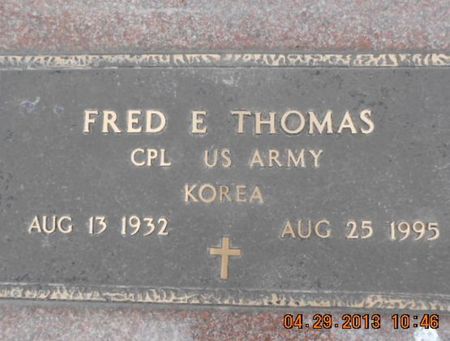 FRED E THOMAS
CPL US ARMY
KOREA
AUG 13 1932 AUG 25 1995
04.29.2013 10:46